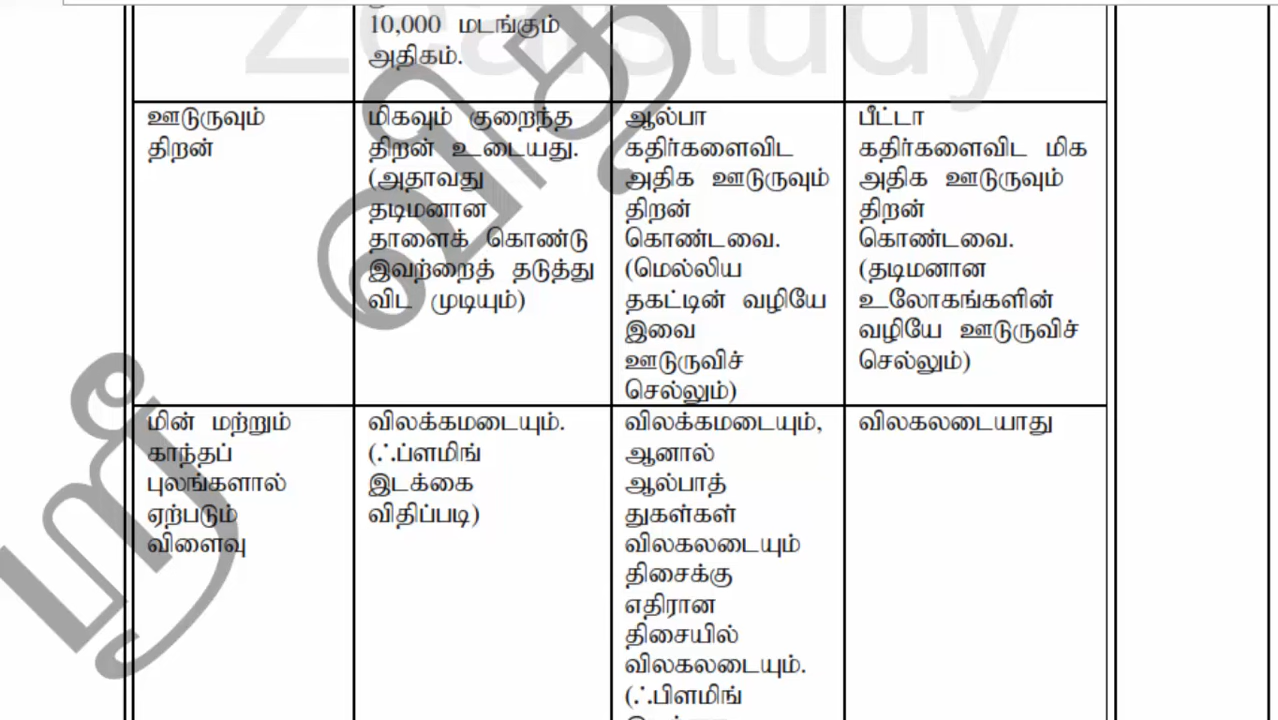 Zealstudy
10,000 மடங்கும்
அதிகம்.
ஊடுருவும்
திறன்
மிகவும் குறைந்த
திறன் உடையது.
(அதாவது
தடிமனான
தாளைக் கொண்டு
இவற்றைத் தடுத்து
விட முடியும்)
ஆல்பா
கதிர்களைவிட
அதிக ஊடுருவும்
திறன்
கொண்டவை.
(மெல்லிய
தகட்டின் வழியே
இவை
ஊடுருவிச்
செல்லும்)
பீட்டா
கதிர்களைவிட மிக
அதிக ஊடுருவும்
திறன்
கொண்டவை.
(தடிமனான
உலோகங்களின்
வழியே ஊடுருவிச்
செல்லும்)
மின் மற்றும்
காந்தப்
புலங்களால்
ஏற்படும்
விளைவு
விலக்கமடையும்.
(ஃப்ளமிங்
இடக்கை
விதிப்படி)
விலக்கமடையும்,
ஆனால்
ஆல்பாத்
துகள்கள்
விலகலடையும்
திசைக்கு
எதிரான
திசையில்
விலகலடையும்.
(ஃபிளமிங்
விலகலடையாது